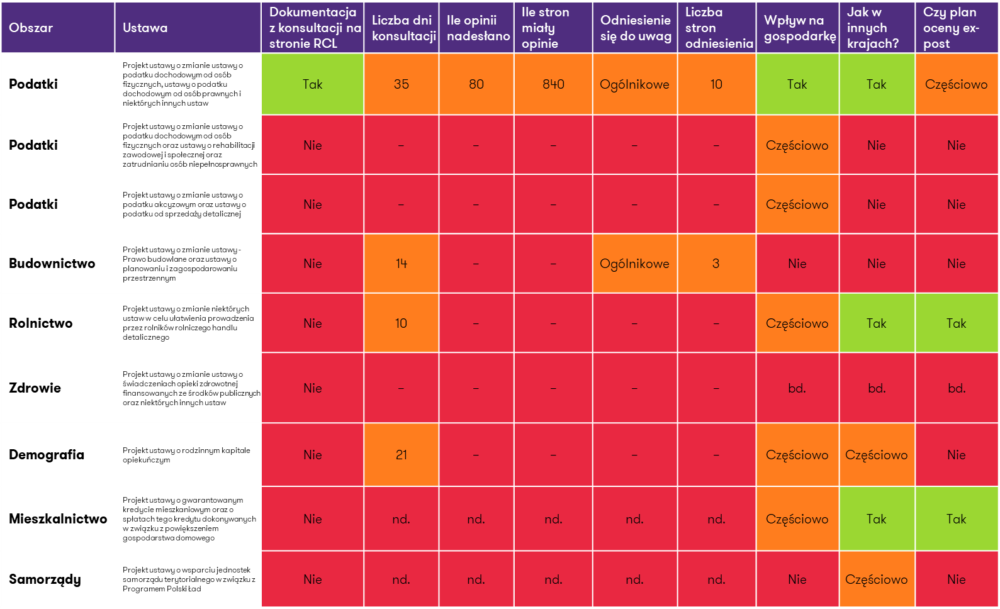 Obszar
Ustawa
Dokumentacja
z konsultacji na
stronie RCL
Liczba dni
konsultacji
Ile opinii
nadesłano
Ile stron
miały
opinie
Odniesienie
się do uwag
Liczba
stron
odniesienia
Wpływ na
gospodarkę
Jak w
innych
krajach?
Czy plan
oceny ex-
post
Podatki
Projekt ustawy o zmianie ustawy o
podatku dochodowym od osób
fizycznych, ustawy o podatku
dochodowym od osób prawnych i
niektórych innych ustaw
Tak
35
80
840
Ogólnikowe
10
Tak
Tak
Częściowo
Podatki
Projekt ustawy o zmianie ustawy o
podatku dochodowym od osób
fizycznych oraz ustawy o rehabilitacji
zawodowej i społecznej oraz
zatrudnianiu osób niepełnosprawnych
Nie
–
–
–
–
–
Częściowo
Nie
Nie
Podatki
Projekt ustawy o zmianie ustawy o
podatku akcyzowym oraz ustawy o
podatku od sprzedaży detalicznej
Nie
–
–
–
–
–
Częściowo
Nie
Nie
Budownictwo
Projekt ustawy o zmianie ustawy -
Prawo budowlane oraz ustawy o
planowaniu i zagospodarowaniu
przestrzennym
Nie
14
–
–
Ogólnikowe
3
Nie
Nie
Nie
Rolnictwo
Projekt ustawy o zmianie niektórych
ustaw w celu ułatwienia prowadzenia
przez rolników rolniczego handlu
detalicznego
Nie
10
–
–
–
–
Częściowo
Tak
Tak
Zdrowie
Projekt ustawy o zmianie ustawy o
świadczeniach opieki zdrowotnej
finansowanych ze środków publicznych
oraz niektórych innych ustaw
Nie
–
–
–
–
–
bd.
bd.
bd.
Demografia
Projekt ustawy o rodzinnym kapitale
opiekuńczym
Nie
21
–
–
–
–
Częściowo
Częściowo
Nie
Mieszkalnictwo
Projekt ustawy o gwarantowanym
kredycie mieszkaniowym oraz o
spłatach tego kredytu dokonywanych
w związku z powiększeniem
gospodarstwa domowego
Nie
nd.
nd.
nd.
nd.
nd.
Częściowo
Tak
Tak
Samorządy
Projekt ustawy o wsparciu jednostek
samorządu terytorialnego w związku z
Programem Polski Ład
Nie
nd.
nd.
nd.
nd.
nd.
Nie
Częściowo
Nie